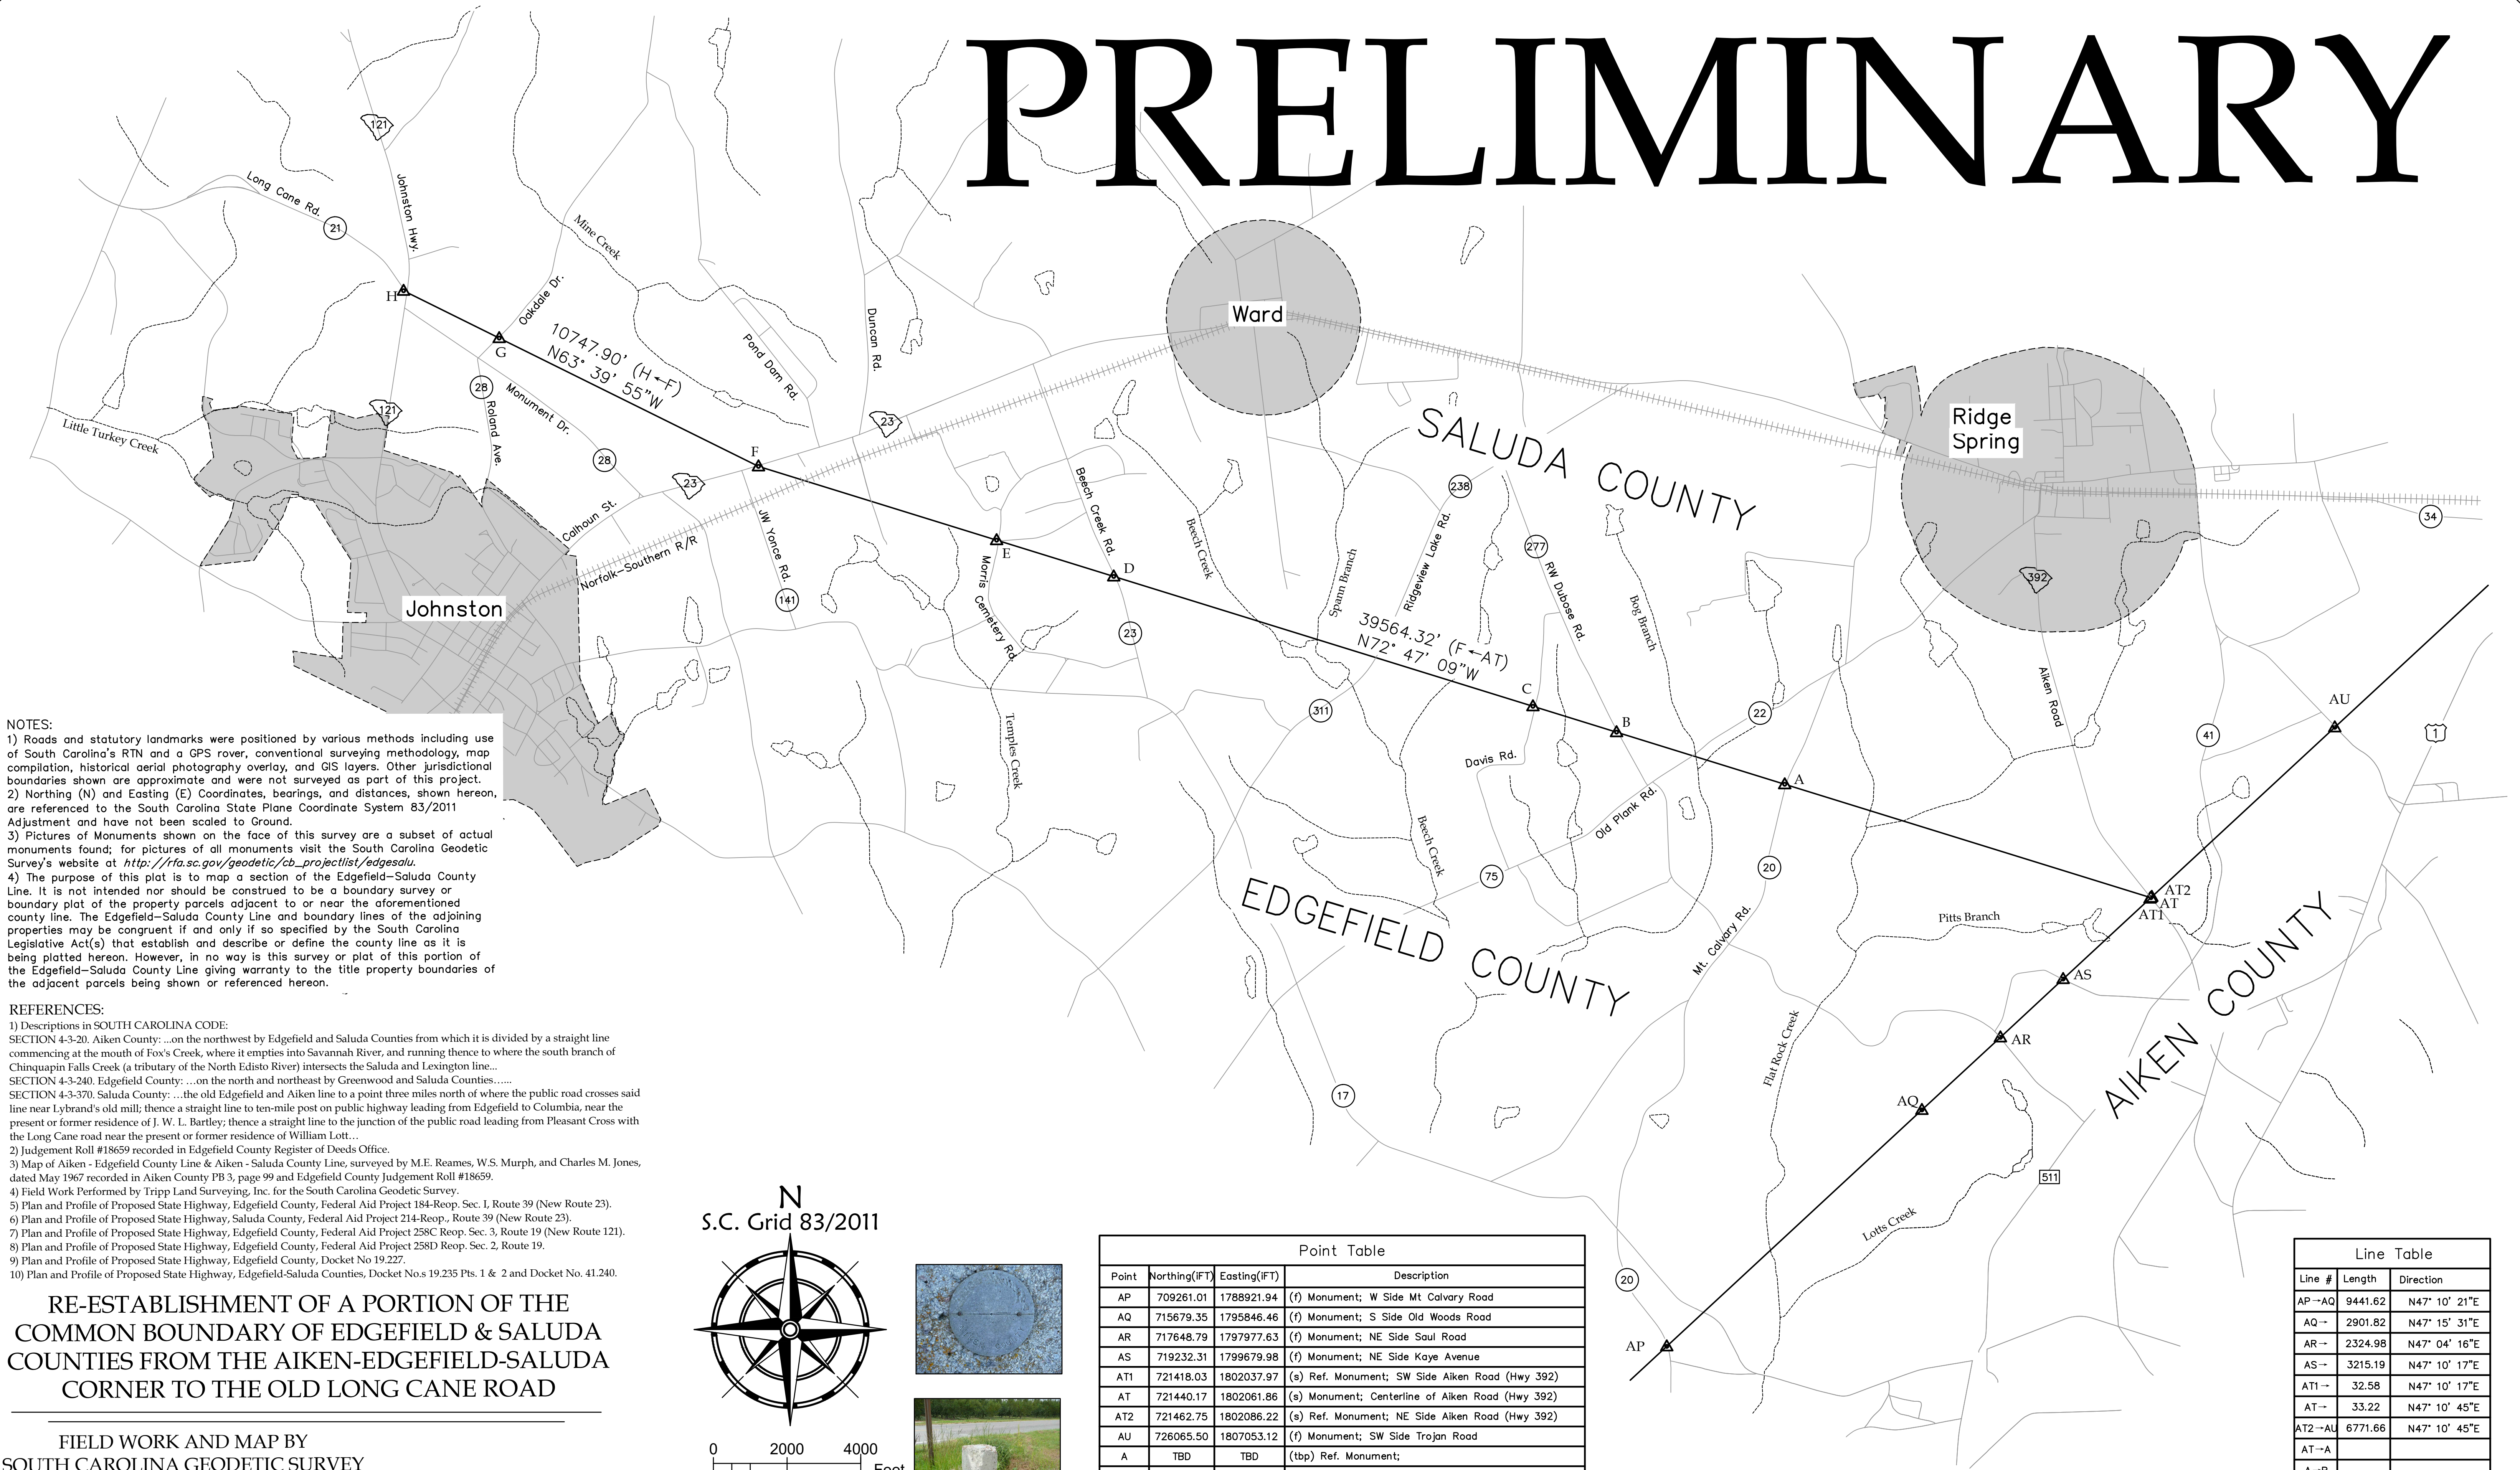 PRELIMINARY
121
Long Cane Rd.
21
Johnston Hwy.
Mine Creek
H
Oakdale Dr.
G
10747.90' (H←F)
N63° 39' 55"W
Pond Dam Rd.
Duncan Rd.
Ward
28
Roland Ave.
Monument Dr.
28
121
Little Turkey Creek
23
F
23
Calhoun St.
Norfolk-Southern R/R
JW Yonce Rd.
141
Johnston
E
Morris Cemetery Rd.
Beech Creek Rd.
D
23
Beech Creek
Spann Branch
SALUDA COUNTY
238
Ridgeview Lake Rd.
277
RW Dubose Rd.
Bog Branch
Ridge
Spring
34
392
39564.32' (F←AT)
N72° 47' 09"W
311
C
B
22
Davis Rd.
Old Plank Rd.
A
Aiken Road
41
AU
1
Temples Creek
Beech Creek
75
20
Mt. Calvary Rd.
EDGEFIELD COUNTY
AT2
AT
AT1
Pitts Branch
AS
AR
AQ
AIKEN COUNTY
Flat Rock Creek
17
511
Lotts Creek
20
AP
NOTES:
1) Roads and statutory landmarks were positioned by various methods including use
of South Carolina's RTN and a GPS rover, conventional surveying methodology, map
compilation, historical aerial photography overlay, and GIS layers. Other jurisdictional
boundaries shown are approximate and were not surveyed as part of this project.
2) Northing (N) and Easting (E) Coordinates, bearings, and distances, shown hereon,
are referenced to the South Carolina State Plane Coordinate System 83/2011
Adjustment and have not been scaled to Ground.
3) Pictures of Monuments shown on the face of this survey are a subset of actual
monuments found; for pictures of all monuments visit the South Carolina Geodetic
Survey's website at http://rfa.sc.gov/geodetic/cb_projectlist/edgesalu.
4) The purpose of this plat is to map a section of the Edgefield-Saluda County
Line. It is not intended nor should be construed to be a boundary survey or
boundary plat of the property parcels adjacent to or near the aforementioned
county line. The Edgefield-Saluda County Line and boundary lines of the adjoining
properties may be congruent if and only if so specified by the South Carolina
Legislative Act(s) that establish and describe or define the county line as it is
being platted hereon. However, in no way is this survey or plat of this portion of
the Edgefield-Saluda County Line giving warranty to the title property boundaries of
the adjacent parcels being shown or referenced hereon.
REFERENCES:
1) Descriptions in SOUTH CAROLINA CODE:
SECTION 4-3-20. Aiken County: ...on the northwest by Edgefield and Saluda Counties from which it is divided by a straight line
commencing at the mouth of Fox's Creek, where it empties into Savannah River, and running thence to where the south branch of
Chinquapin Falls Creek (a tributary of the North Edisto River) intersects the Saluda and Lexington line...
SECTION 4-3-240. Edgefield County: …on the north and northeast by Greenwood and Saluda Counties…...
SECTION 4-3-370. Saluda County: …the old Edgefield and Aiken line to a point three miles north of where the public road crosses said
line near Lybrand's old mill; thence a straight line to ten-mile post on public highway leading from Edgefield to Columbia, near the
present or former residence of J. W. L. Bartley; thence a straight line to the junction of the public road leading from Pleasant Cross with
the Long Cane road near the present or former residence of William Lott…
2) Judgement Roll #18659 recorded in Edgefield County Register of Deeds Office.
3) Map of Aiken - Edgefield County Line & Aiken - Saluda County Line, surveyed by M.E. Reames, W.S. Murph, and Charles M. Jones,
dated May 1967 recorded in Aiken County PB 3, page 99 and Edgefield County Judgement Roll #18659.
4) Field Work Performed by Tripp Land Surveying, Inc. for the South Carolina Geodetic Survey.
5) Plan and Profile of Proposed State Highway, Edgefield County, Federal Aid Project 184-Reop. Sec. I, Route 39 (New Route 23).
6) Plan and Profile of Proposed State Highway, Saluda County, Federal Aid Project 214-Reop., Route 39 (New Route 23).
7) Plan and Profile of Proposed State Highway, Edgefield County, Federal Aid Project 258C Reop. Sec. 3, Route 19 (New Route 121).
8) Plan and Profile of Proposed State Highway, Edgefield County, Federal Aid Project 258D Reop. Sec. 2, Route 19.
9) Plan and Profile of Proposed State Highway, Edgefield County, Docket No 19.227.
10) Plan and Profile of Proposed State Highway, Edgefield-Saluda Counties, Docket No.s 19.235 Pts. 1 & 2 and Docket No. 41.240.
RE-ESTABLISHMENT OF A PORTION OF THE
COMMON BOUNDARY OF EDGEFIELD & SALUDA
COUNTIES FROM THE AIKEN-EDGEFIELD-SALUDA
CORNER TO THE OLD LONG CANE ROAD
FIELD WORK AND MAP BY
SOUTH CAROLINA GEODETIC SURVEY
N
S.C. Grid 83/2011
0 2000 4000
Feet
Point Table
Point Northing(iFT) Easting(iFT) Description
AP 709261.01 1788921.94 (f) Monument; W Side Mt Calvary Road
AQ 715679.35 1795846.46 (f) Monument; S Side Old Woods Road
AR 717648.79 1797977.63 (f) Monument; NE Side Saul Road
AS 719232.31 1799679.98 (f) Monument; NE Side Kaye Avenue
AT1 721418.03 1802037.97 (s) Ref. Monument; SW Side Aiken Road (Hwy 392)
AT 721440.17 1802061.86 (s) Monument; Centerline of Aiken Road (Hwy 392)
AT2 721462.75 1802086.22 (s) Ref. Monument; NE Side Aiken Road (Hwy 392)
AU 726065.50 1807053.12 (f) Monument; SW Side Trojan Road
A TBD TBD (tbp) Ref. Monument;
Line Table
Line # Length Direction
AP→AQ 9441.62 N47° 10' 21"E
AQ→ 2901.82 N47° 15' 31"E
AR→ 2324.98 N47° 04' 16"E
AS→ 3215.19 N47° 10' 17"E
AT1→ 32.58 N47° 10' 17"E
AT→ 33.22 N47° 10' 45"E
AT2→AU 6771.66 N47° 10' 45"E
AT→A